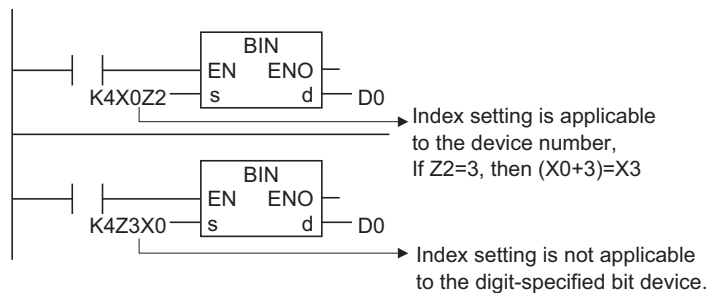 BIN
EN ENO
K4X0Z2 s d D0
Index setting is applicable
to the device number,
If Z2=3, then (X0+3)=X3
BIN
EN ENO
K4Z3X0 s d D0
Index setting is not applicable
to the digit-specified bit device.